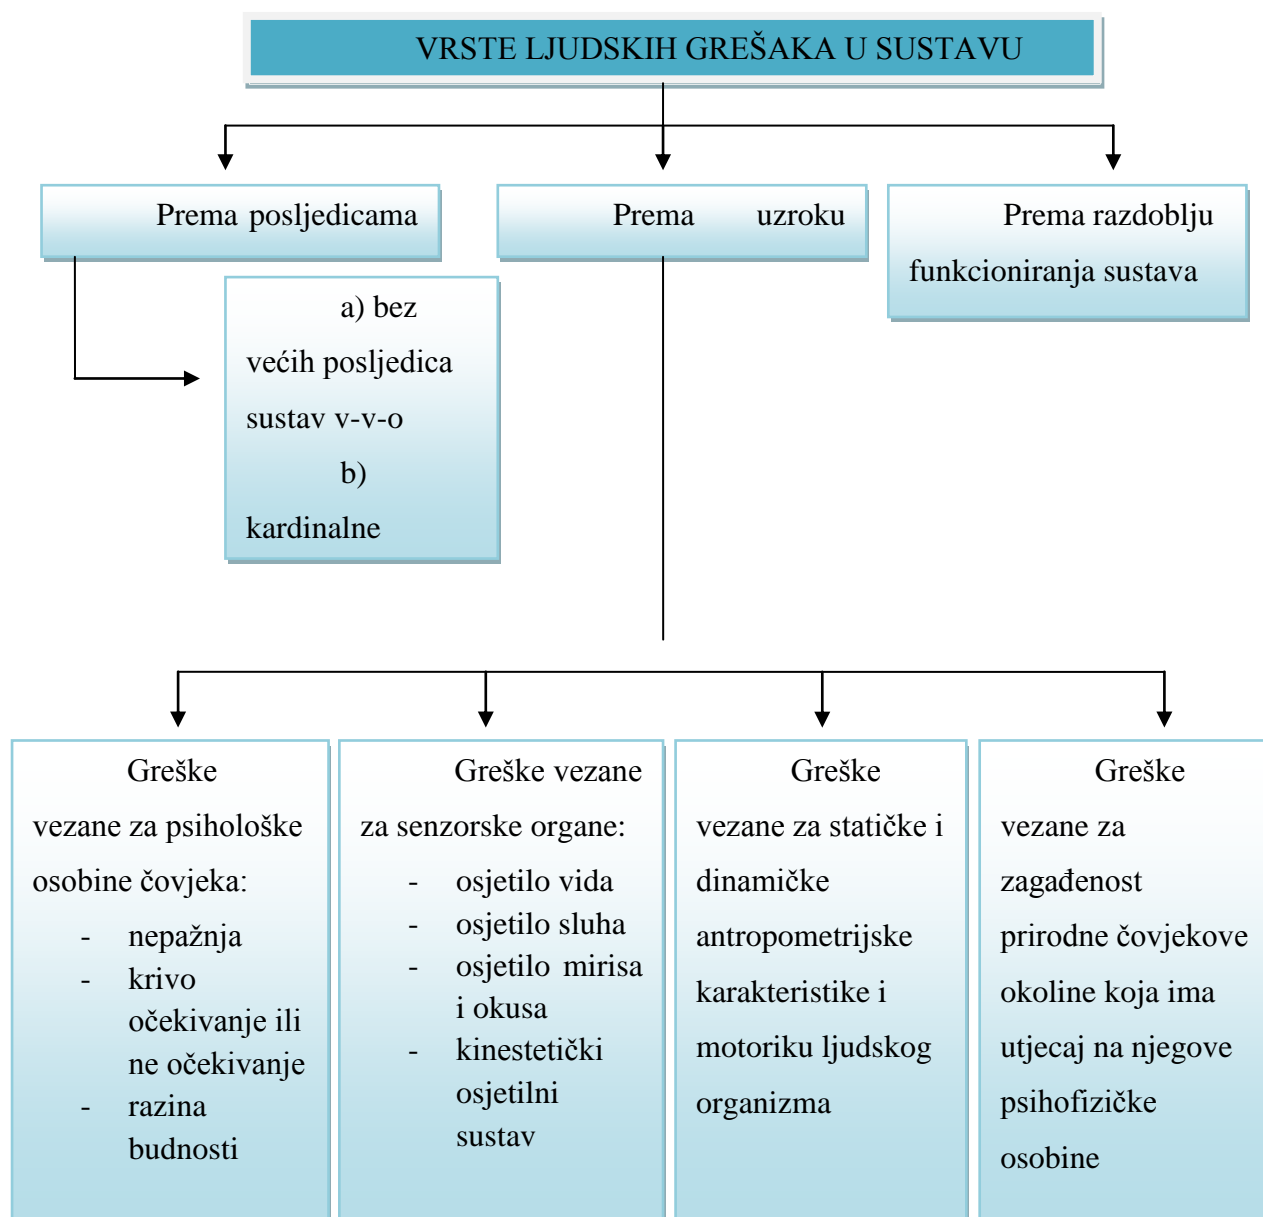 VRSTE LJUDSKIH GREŠAKA U SUSTAVU
Prema posljedicama
Prema uzroku
Prema razdoblju
funkcioniranja sustava
a) bez
većih posljedica
sustav v-v-o
b)
kardinalne
Greške
vezane za psihološke
osobine čovjeka:
- nepažnja
- krivo
očekivanje ili
ne očekivanje
- razina
budnosti
Greške vezane
za senzorske organe:
- osjetilo vida
- osjetilo sluha
- osjetilo mirisa
i okusa
- kinestetički
osjetilni
sustav
Greške
vezane za statičke i
dinamičke
antropometrijske
karakteristike i
motoriku ljudskog
organizma
Greške
vezane za
zagađenost
prirodne čovjekove
okoline koja ima
utjecaj na njegove
psihofizičke
osobine